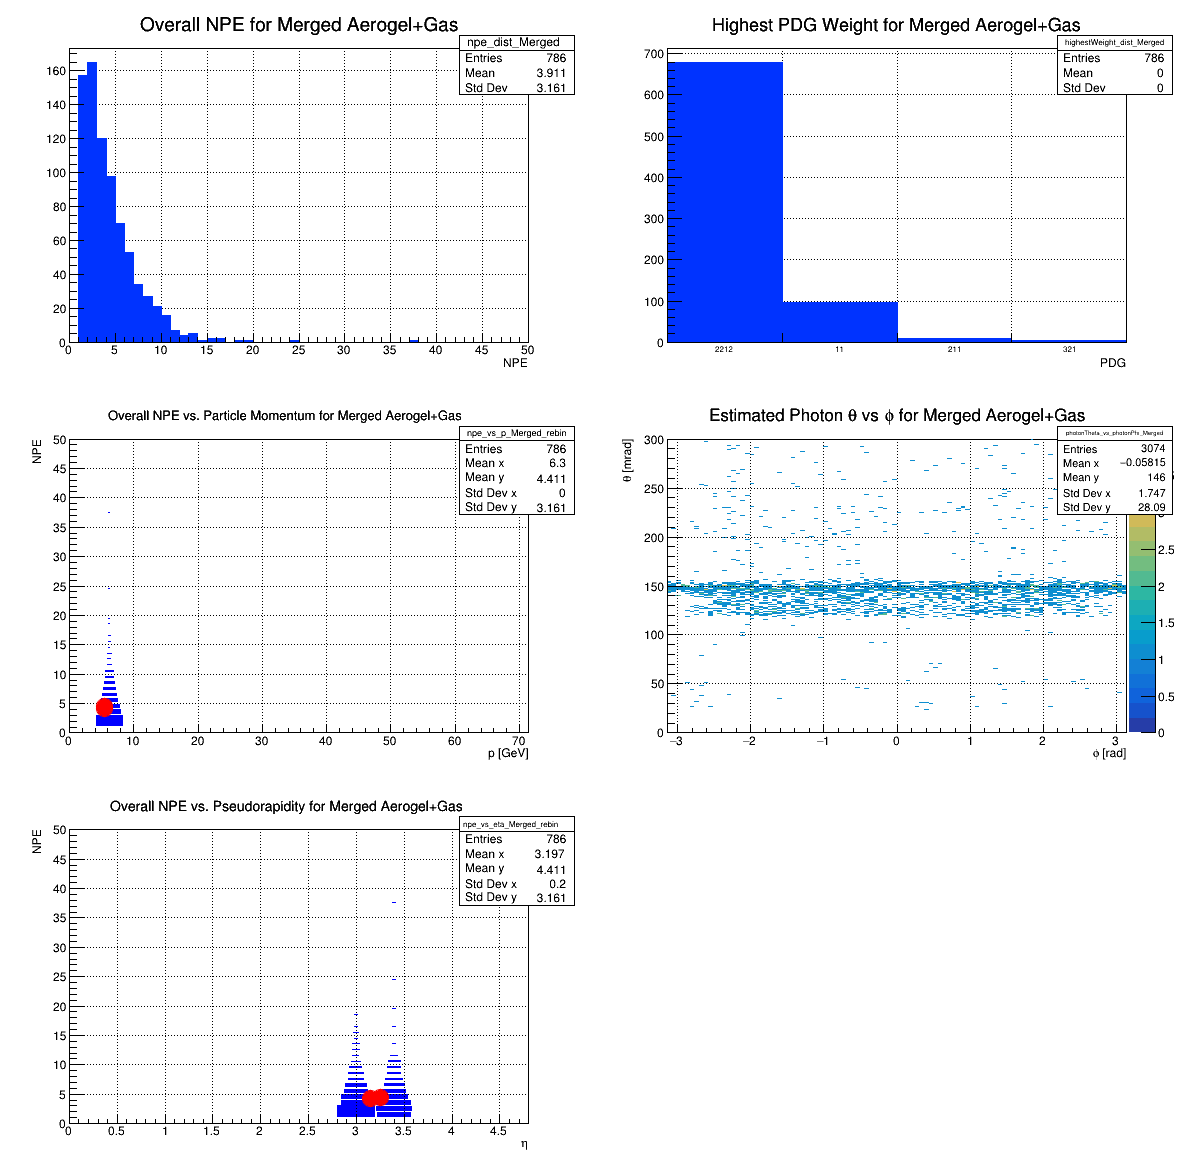 Overall NPE for Merged Aerogel+Gas
npe_dist_Merged
Entries 786
Mean 3.911
Std Dev 3.161
160
140
120
100
80
60
40
20
0
0 5 10 15 20 25 30 35 40 45 50
NPE
Highest PDG Weight for Merged Aerogel+Gas
highestWeight_dist_Merged
Entries 786
Mean 0
Std Dev 0
700
600
500
400
300
200
100
0
2212 11 211 321
PDG
Overall NPE vs. Particle Momentum for Merged Aerogel+Gas
NPE
npe_vs_p_Merged_rebin
Entries 786
Mean x 6.3
Mean y 4.411
Std Dev x 0
Std Dev y 3.161
50
45
40
35
30
25
20
15
10
5
0
0 10 20 30 40 50 60 70
p [GeV]
Estimated Photon θ vs ϕ for Merged Aerogel+Gas
θ [mrad]
photonTheta_vs_photonPhi_Merged
Entries 3074
Mean x −0.05815
Mean y 146
Std Dev x 1.747
Std Dev y 28.09
300
250
200
150
100
50
0
−3 −2 −1 0 1 2 3
ϕ [rad]
2.5
2
1.5
1
0.5
0
Overall NPE vs. Pseudorapidity for Merged Aerogel+Gas
NPE
npe_vs_eta_Merged_rebin
Entries 786
Mean x 3.197
Mean y 4.411
Std Dev x 0.2
Std Dev y 3.161
50
45
40
35
30
25
20
15
10
5
0
0 0.5 1 1.5 2 2.5 3 3.5 4 4.5
η